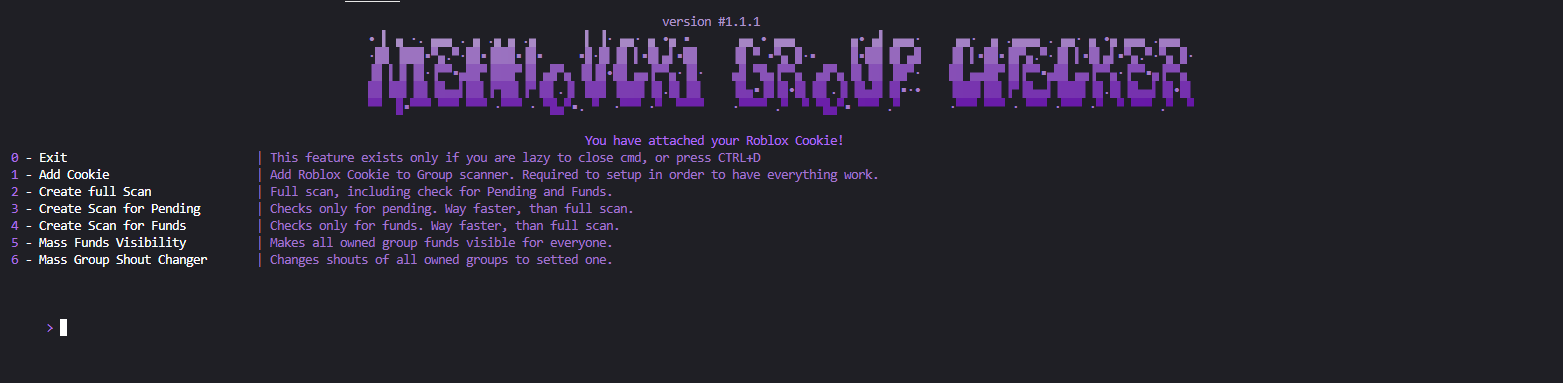 version #1.1.1
GROUP CHECKER
You have attached your Roblox Cookie!
0 - Exit | This feature exists only if you are lazy to close cmd, or press CTRL+D
1 - Add Cookie | Add Roblox Cookie to Group scanner. Required to setup in order to have everything work.
2 - Create full Scan | Full scan, including check for Pending and Funds.
3 - Create Scan for Pending | Checks only for pending. Way faster, than full scan.
4 - Create Scan for Funds | Checks only for funds. Way faster, than full scan.
5 - Mass Funds Visibility | Makes all owned group funds visible for everyone.
6 - Mass Group Shout Changer | Changes shouts of all owned groups to setted one.
>